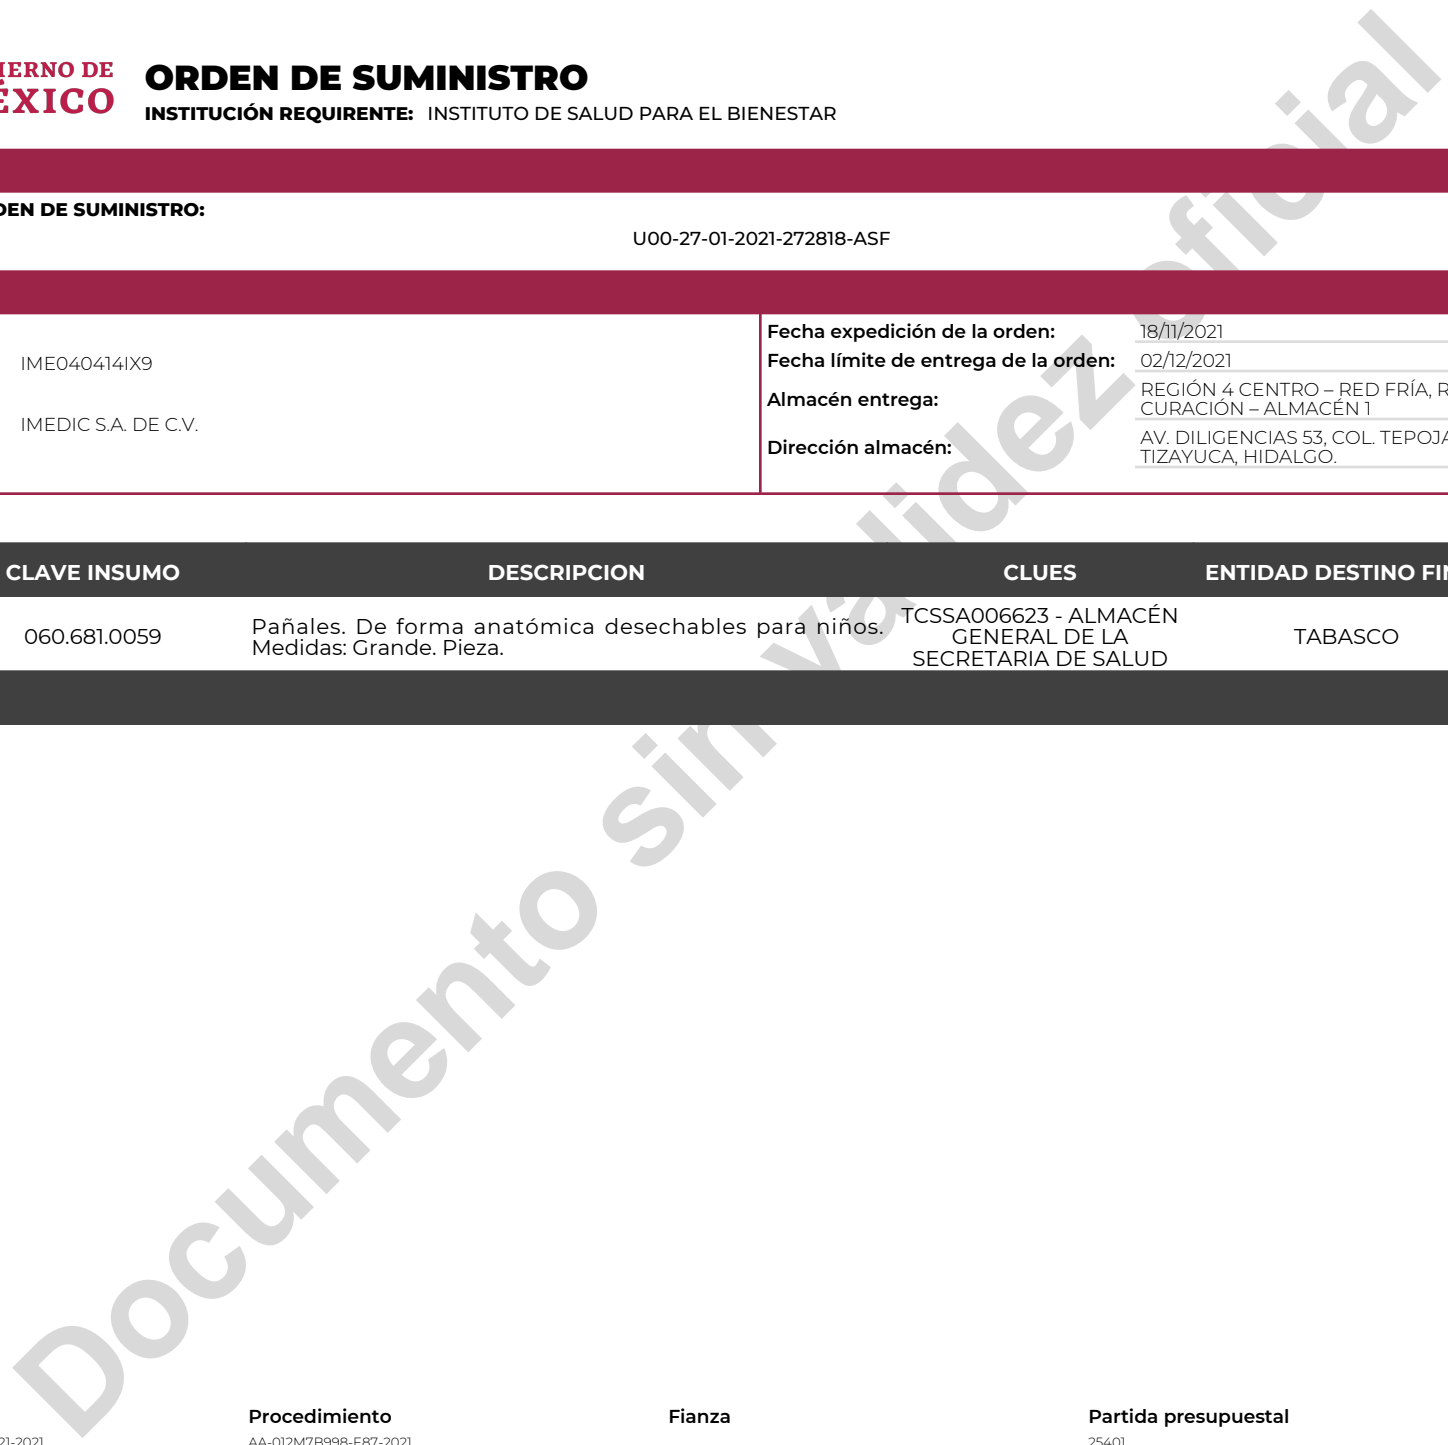 IERNO DE
ÉXICO
ORDEN DE SUMINISTRO
INSTITUCIÓN REQUIRENTE: INSTITUTO DE SALUD PARA EL BIENESTAR
DEN DE SUMINISTRO:
U00-27-01-2021-272818-ASF
IME040414IX9
IMEDIC S.A. DE C.V.
Fecha expedición de la orden: 18/11/2021
Fecha límite de entrega de la orden: 02/12/2021
Almacén entrega: REGIÓN 4 CENTRO – RED FRÍA, R
CURACIÓN – ALMACÉN 1
Dirección almacén: AV. DILIGENCIAS 53, COL. TEPOJA
TIZAYUCA, HIDALGO.
CLAVE INSUMO DESCRIPCION CLUES ENTIDAD DESTINO FIN
060.681.0059
Pañales. De forma anatómica desechables para niños.
Medidas: Grande. Pieza.
TCSSA006623 - ALMACÉN
GENERAL DE LA
SECRETARIA DE SALUD
TABASCO
Documento sin validez oficial
Procedimiento Fianza Partida presupuestal
21-2021 AA-012M7B998-E87-2021 25401